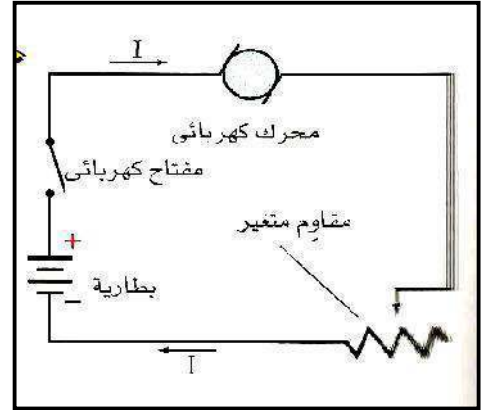 I
محرك كهربائى
مفتاح كهربائى
مقاوم متغير
+
بطارية
−
I